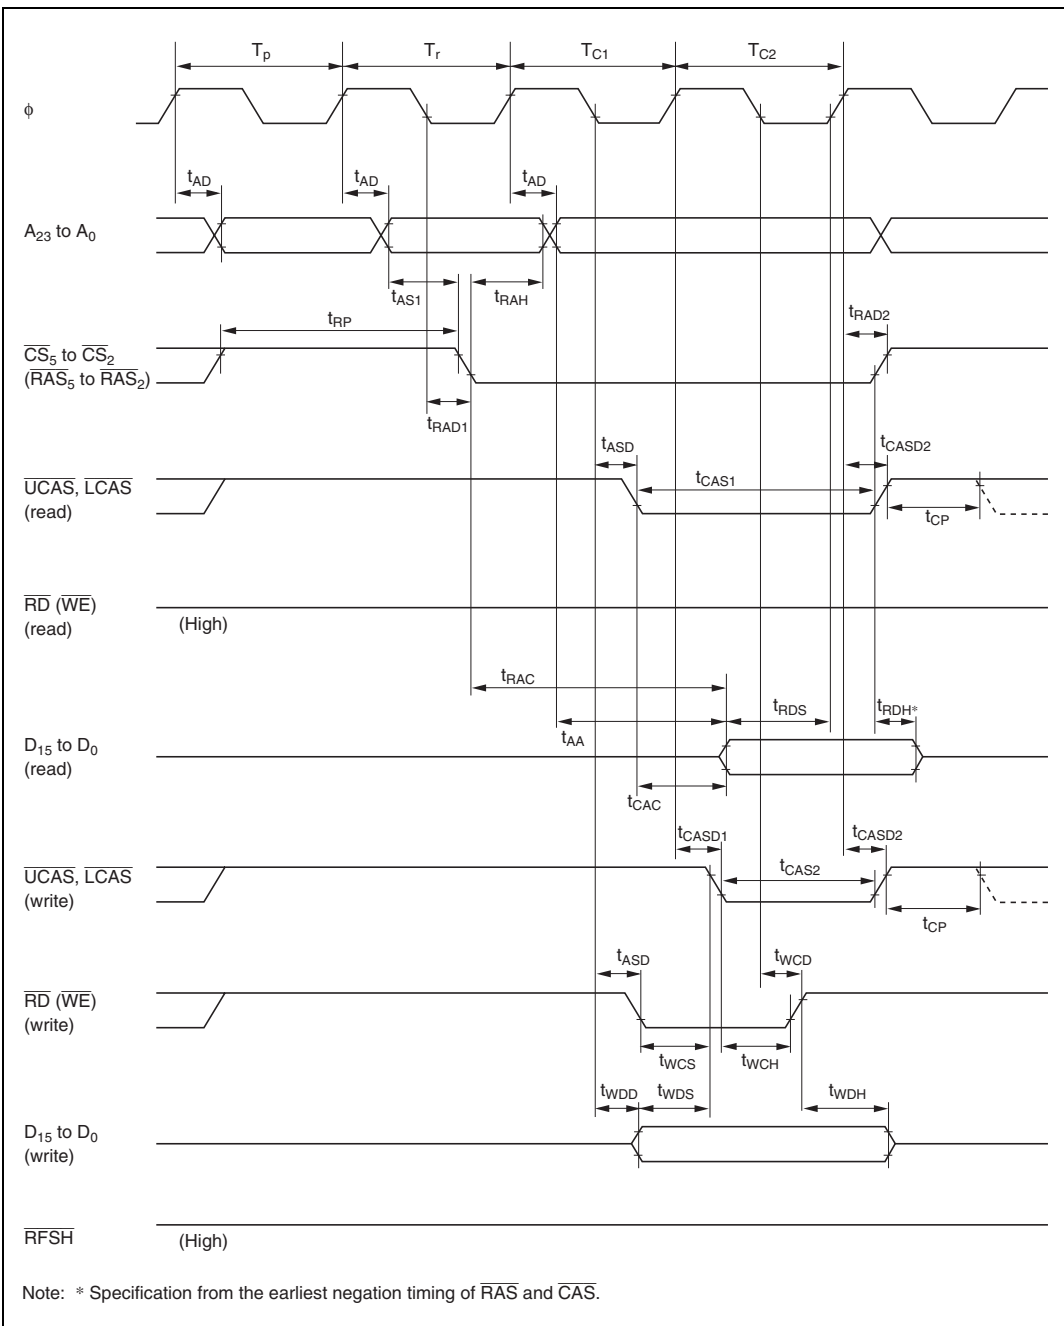 Tp Tr TC1 TC2
ϕ
tAD tAD tAD
A23 to A0
tAS1 tRAH
tRP tRAD2
CS5 to CS2
(RAS5 to RAS2)
tRAD1
tASD tCASD2
tCAS1
UCAS, LCAS
(read)
tCP
RD (WE)
(read)
(High)
tRAC
tRDS tRDH*
tAA
D15 to D0
(read)
tCAC
tCASD1 tCASD2
tCAS2
UCAS, LCAS
(write)
tCP
tASD tWCD
RD (WE)
(write)
tWCS tWCH
tWDD tWDS tWDH
D15 to D0
(write)
RFSH
(High)
Note: * Specification from the earliest negation timing of RAS and CAS.